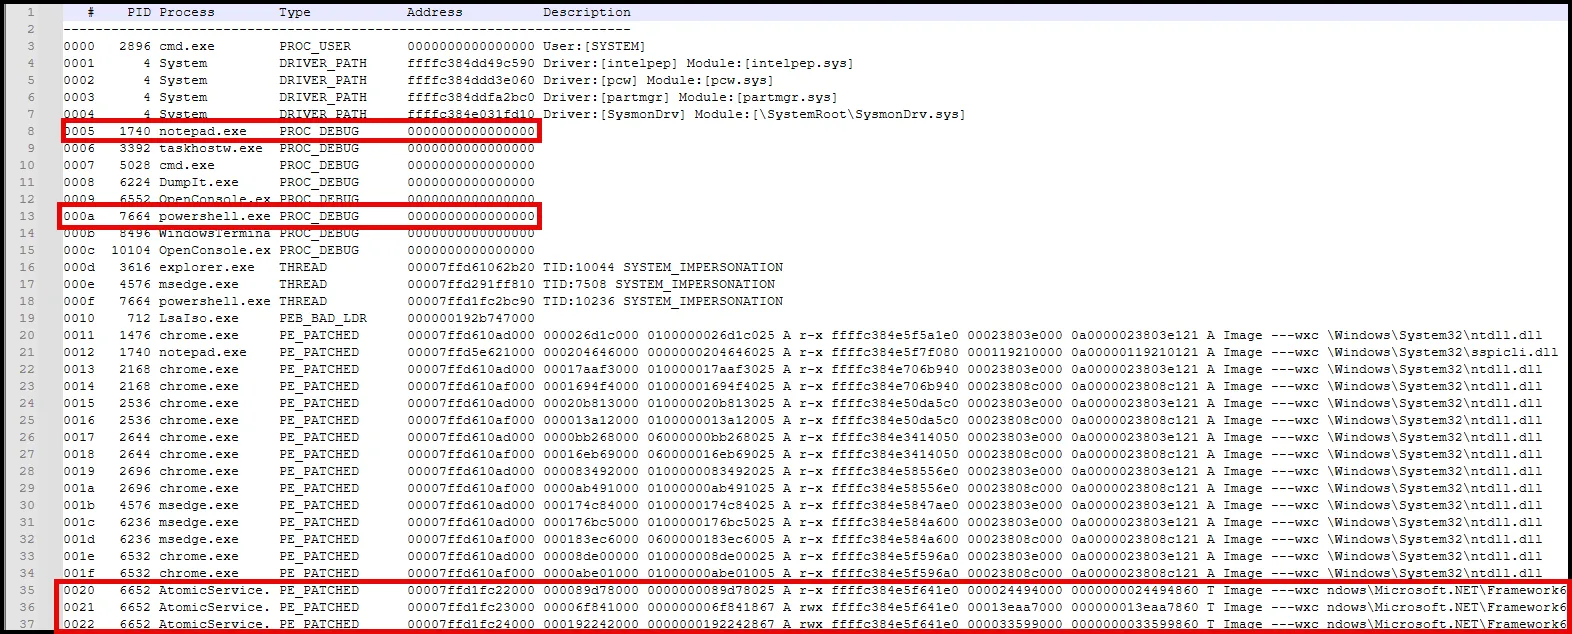 1 # PID Process Type Address Description
2 -----------------------------------------------------------------------
3 0000 2896 cmd.exe PROC_USER 0000000000000000 User:[SYSTEM]
4 0001 4 System DRIVER_PATH ffffc384dd49c590 Driver:[intelpep] Module:[intelpep.sys]
5 0002 4 System DRIVER_PATH ffffc384ddd3e060 Driver:[pcw] Module:[pcw.sys]
6 0003 4 System DRIVER_PATH ffffc384ddfa2bc0 Driver:[partmgr] Module:[partmgr.sys]
7 0004 4 System DRIVER_PATH ffffc384e031fd10 Driver:[SysmonDrv] Module:[\SystemRoot\SysmonDrv.sys]
8 0005 1740 notepad.exe PROC_DEBUG 0000000000000000
9 0006 3392 taskhostw.exe PROC_DEBUG 0000000000000000
10 0007 5028 cmd.exe PROC_DEBUG 0000000000000000
11 0008 6224 DumpIt.exe PROC_DEBUG 0000000000000000
12 0009 6552 OpenConsole.ex PROC_DEBUG 0000000000000000
13 000a 7664 powershell.exe PROC_DEBUG 0000000000000000
14 000b 8496 WindowsTermina PROC_DEBUG 0000000000000000
15 000c 10104 OpenConsole.ex PROC_DEBUG 0000000000000000
16 000d 3616 explorer.exe THREAD 00007ffd61062b20 TID:10044 SYSTEM_IMPERSONATION
17 000e 4576 msedge.exe THREAD 00007ffd291ff810 TID:7508 SYSTEM_IMPERSONATION
18 000f 7664 powershell.exe THREAD 00007ffd1fc2bc90 TID:10236 SYSTEM_IMPERSONATION
19 0010 712 LsaIso.exe PEB_BAD_LDR 000000192b747000
20 0011 1476 chrome.exe PE_PATCHED 00007ffd610ad000 000026d1c000 0100000026d1c025 A r-x ffffc384e5f5a1e0 00023803e000 0a0000023803e121 A Image ---wxc \Windows\System32\ntdll.dll
21 0012 1740 notepad.exe PE_PATCHED 00007ffd5e621000 000204646000 0000000204646025 A r-x ffffc384e5f7f080 000119210000 0a00000119210121 A Image ---wxc \Windows\System32\sspicli.dll
22 0013 2168 chrome.exe PE_PATCHED 00007ffd610ad000 00017aaf3000 010000017aaf3025 A r-x ffffc384e706b940 00023803e000 0a0000023803e121 A Image ---wxc \Windows\System32\ntdll.dll
23 0014 2168 chrome.exe PE_PATCHED 00007ffd610af000 0001694f4000 01000001694f4025 A r-x ffffc384e706b940 00023808c000 0a0000023808c121 A Image ---wxc \Windows\System32\ntdll.dll
24 0015 2536 chrome.exe PE_PATCHED 00007ffd610ad000 00020b813000 010000020b813025 A r-x ffffc384e50da5c0 00023803e000 0a0000023803e121 A Image ---wxc \Windows\System32\ntdll.dll
25 0016 2536 chrome.exe PE_PATCHED 00007ffd610af000 000013a12000 0100000013a12005 A r-x ffffc384e50da5c0 00023808c000 0a0000023808c121 A Image ---wxc \Windows\System32\ntdll.dll
26 0017 2644 chrome.exe PE_PATCHED 00007ffd610ad000 0000bb268000 06000000bb268025 A r-x ffffc384e3414050 00023803e000 0a0000023803e121 A Image ---wxc \Windows\System32\ntdll.dll
27 0018 2644 chrome.exe PE_PATCHED 00007ffd610af000 00016eb69000 060000016eb69025 A r-x ffffc384e3414050 00023808c000 0a0000023808c121 A Image ---wxc \Windows\System32\ntdll.dll
28 0019 2696 chrome.exe PE_PATCHED 00007ffd610ad000 000083492000 0100000083492025 A r-x ffffc384e58556e0 00023803e000 0a0000023803e121 A Image ---wxc \Windows\System32\ntdll.dll
29 001a 2696 chrome.exe PE_PATCHED 00007ffd610af000 0000ab491000 01000000ab491025 A r-x ffffc384e58556e0 00023808c000 0a0000023808c121 A Image ---wxc \Windows\System32\ntdll.dll
30 001b 4576 msedge.exe PE_PATCHED 00007ffd610ad000 000174c84000 0100000174c84025 A r-x ffffc384e5847ae0 00023803e000 0a0000023803e121 A Image ---wxc \Windows\System32\ntdll.dll
31 001c 6236 msedge.exe PE_PATCHED 00007ffd610ad000 000176bc5000 0100000176bc5025 A r-x ffffc384e584a600 00023803e000 0a0000023803e121 A Image ---wxc \Windows\System32\ntdll.dll
32 001d 6236 msedge.exe PE_PATCHED 00007ffd610af000 000183ec6000 0600000183ec6005 A r-x ffffc384e584a600 00023808c000 0a0000023808c121 A Image ---wxc \Windows\System32\ntdll.dll
33 001e 6532 chrome.exe PE_PATCHED 00007ffd610ad000 00008de00000 010000008de00025 A r-x ffffc384e5f596a0 00023803e000 0a0000023803e121 A Image ---wxc \Windows\System32\ntdll.dll
34 001f 6532 chrome.exe PE_PATCHED 00007ffd610af000 0000abe01000 01000000abe01005 A r-x ffffc384e5f596a0 00023808c000 0a0000023808c121 A Image ---wxc \Windows\System32\ntdll.dll
35 0020 6652 AtomicService. PE_PATCHED 00007ffd1fc22000 000089d78000 0000000089d78025 A r-x ffffc384e5f641e0 000024494000 0000000024494860 T Image ---wxc ndows\Microsoft.NET\Framework6
36 0021 6652 AtomicService. PE_PATCHED 00007ffd1fc23000 00006f841000 000000006f841867 A rwx ffffc384e5f641e0 00013eaa7000 000000013eaa7860 T Image ---wxc ndows\Microsoft.NET\Framework6
37 0022 6652 AtomicService. PE_PATCHED 00007ffd1fc24000 000192242000 0000000192242867 A rwx ffffc384e5f641e0 000033599000 0000000033599860 T Image ---wxc ndows\Microsoft.NET\Framework6